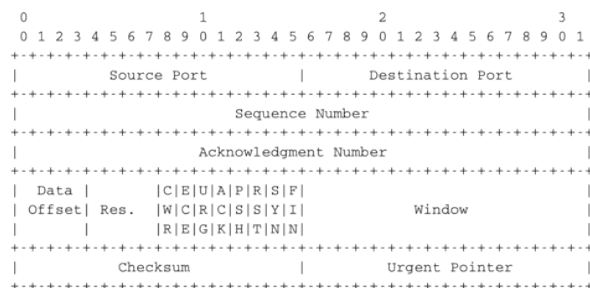 0                   1                   2                   3
 0 1 2 3 4 5 6 7 8 9 0 1 2 3 4 5 6 7 8 9 0 1 2 3 4 5 6 7 8 9 0 1
+-+-+-+-+-+-+-+-+-+-+-+-+-+-+-+-+-+-+-+-+-+-+-+-+-+-+-+-+-+-+-+-+
|          Source Port          |       Destination Port        |
+-+-+-+-+-+-+-+-+-+-+-+-+-+-+-+-+-+-+-+-+-+-+-+-+-+-+-+-+-+-+-+-+
|                        Sequence Number                        |
+-+-+-+-+-+-+-+-+-+-+-+-+-+-+-+-+-+-+-+-+-+-+-+-+-+-+-+-+-+-+-+-+
|                    Acknowledgment Number                      |
+-+-+-+-+-+-+-+-+-+-+-+-+-+-+-+-+-+-+-+-+-+-+-+-+-+-+-+-+-+-+-+-+
|  Data |       |C|E|U|A|P|R|S|F|                               |
| Offset| Res.  |W|C|R|C|S|S|Y|I|            Window             |
|       |       |R|E|G|K|H|T|N|N|                               |
+-+-+-+-+-+-+-+-+-+-+-+-+-+-+-+-+-+-+-+-+-+-+-+-+-+-+-+-+-+-+-+-+
|           Checksum            |         Urgent Pointer        |
+-+-+-+-+-+-+-+-+-+-+-+-+-+-+-+-+-+-+-+-+-+-+-+-+-+-+-+-+-+-+-+-+